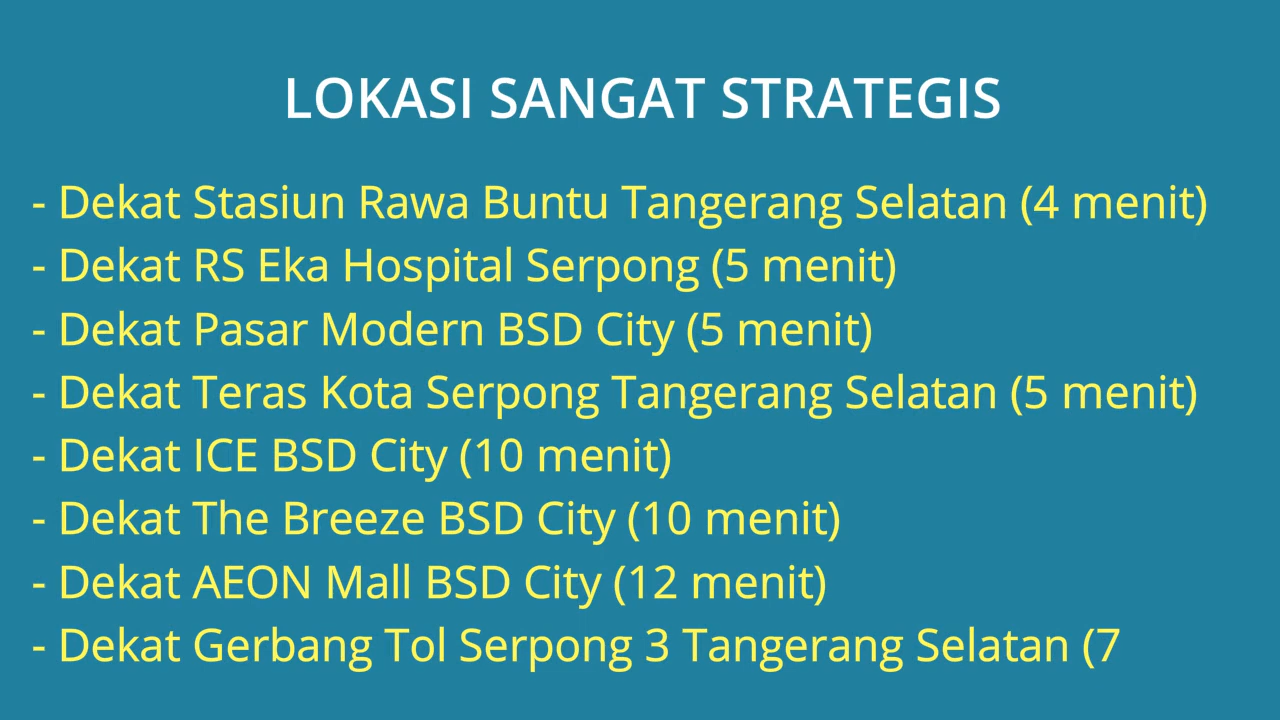 LOKASI SANGAT STRATEGIS
- Dekat Stasiun Rawa Buntu Tangerang Selatan (4 menit)
- Dekat RS Eka Hospital Serpong (5 menit)
- Dekat Pasar Modern BSD City (5 menit)
- Dekat Teras Kota Serpong Tangerang Selatan (5 menit)
- Dekat ICE BSD City (10 menit)
- Dekat The Breeze BSD City (10 menit)
- Dekat AEON Mall BSD City (12 menit)
- Dekat Gerbang Tol Serpong 3 Tangerang Selatan (7